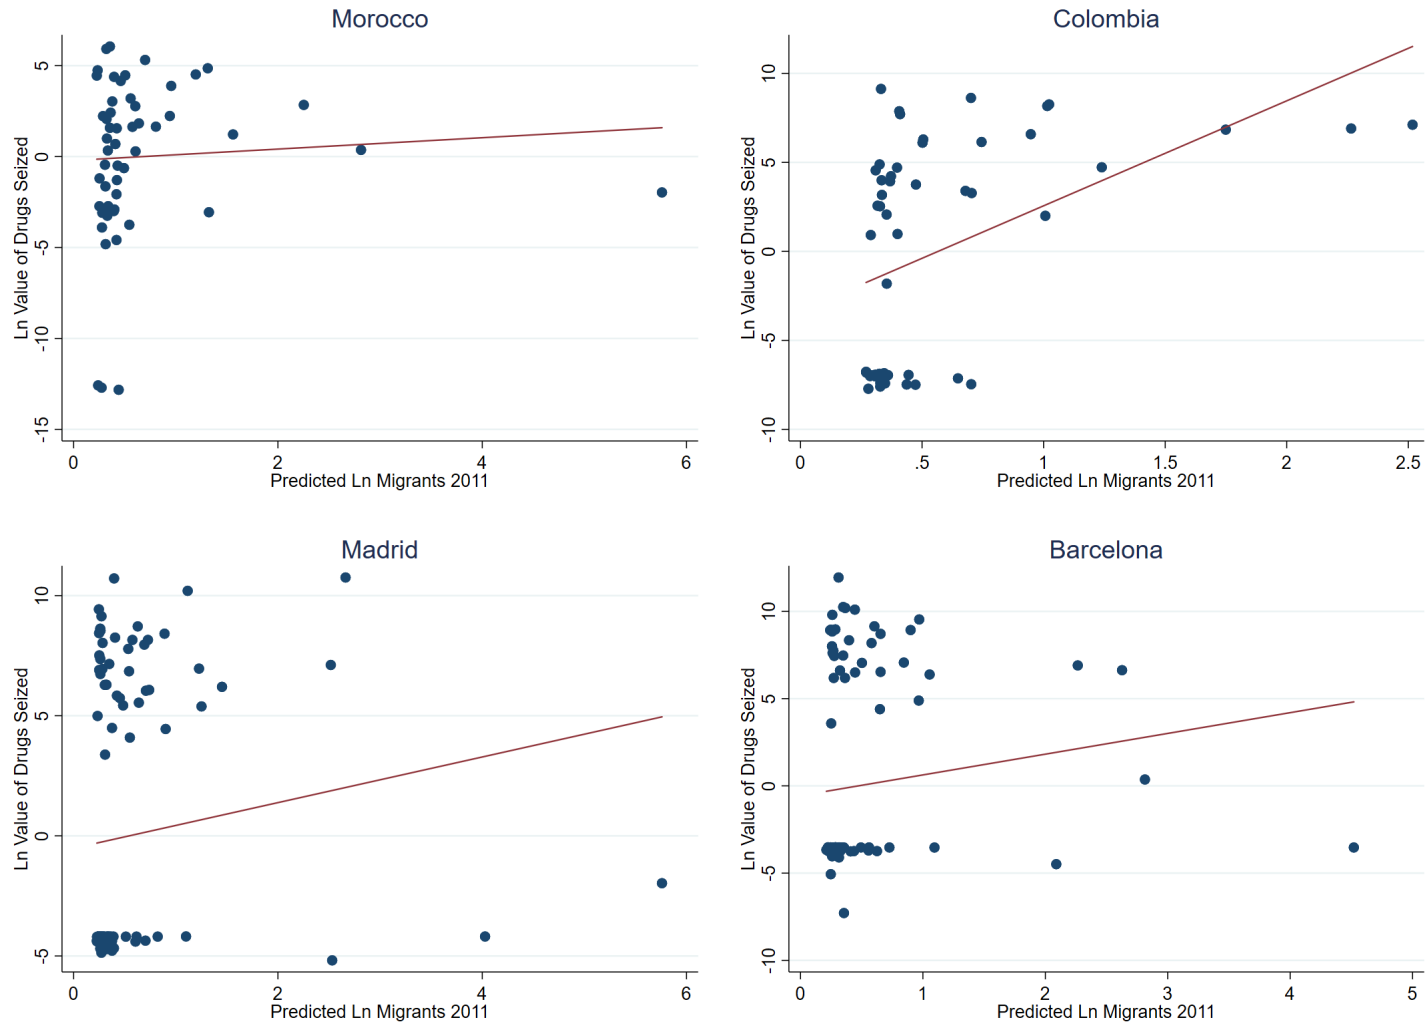 Morocco
Ln Value of Drugs Seized
5
0
-5
-10
-15
0 2 4 6
Predicted Ln Migrants 2011
Colombia
Ln Value of Drugs Seized
10
5
0
-5
-10
0 .5 1 1.5 2 2.5
Predicted Ln Migrants 2011
Madrid
Ln Value of Drugs Seized
10
5
0
-5
0 2 4 6
Predicted Ln Migrants 2011
Barcelona
Ln Value of Drugs Seized
10
5
0
-5
-10
0 1 2 3 4 5
Predicted Ln Migrants 2011